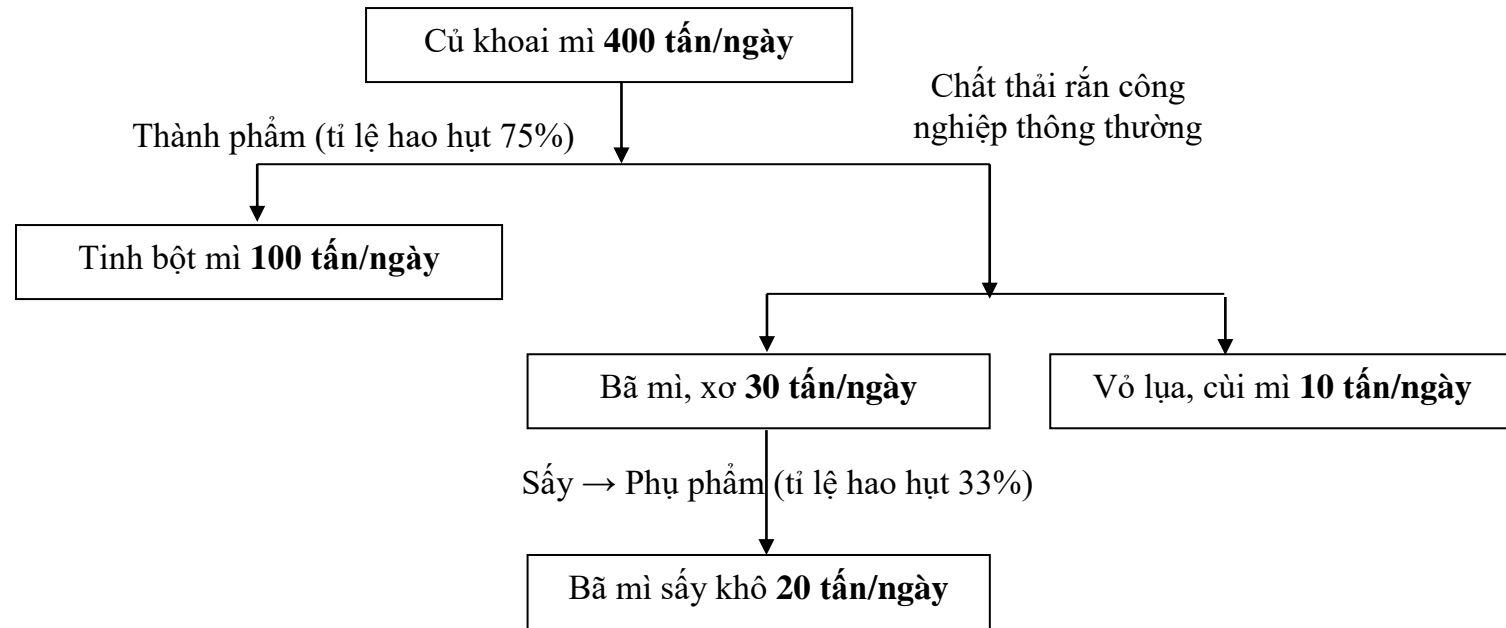 Củ khoai mì 400 tấn/ngày
Chất thải rắn công
nghiệp thông thường
Thành phẩm (tỉ lệ hao hụt 75%)
Tinh bột mì 100 tấn/ngày
Bã mì, xơ 30 tấn/ngày
Vỏ lụa, cùi mì 10 tấn/ngày
Sấy → Phụ phẩm (tỉ lệ hao hụt 33%)
Bã mì sấy khô 20 tấn/ngày